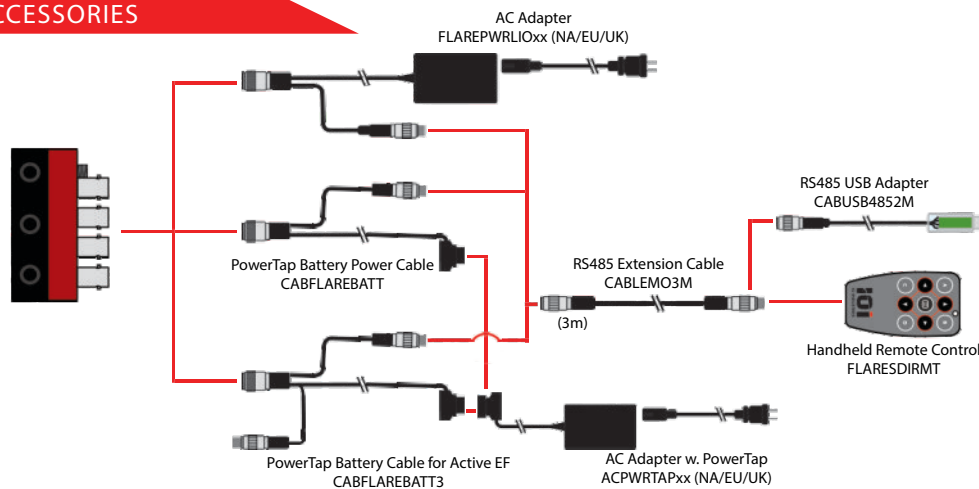 CCESSORIES
AC Adapter
FLAREPWRLIOxx (NA/EU/UK)
RS485 USB Adapter
CABUSB4852M
PowerTap Battery Power Cable
CABFLAREBATT
RS485 Extension Cable
CABLEMO3M
(3m)
Handheld Remote Control
FLARESDIRMT
PowerTap Battery Cable for Active EF
CABFLAREBATT3
AC Adapter w. PowerTap
ACPWRTAPxx (NA/EU/UK)